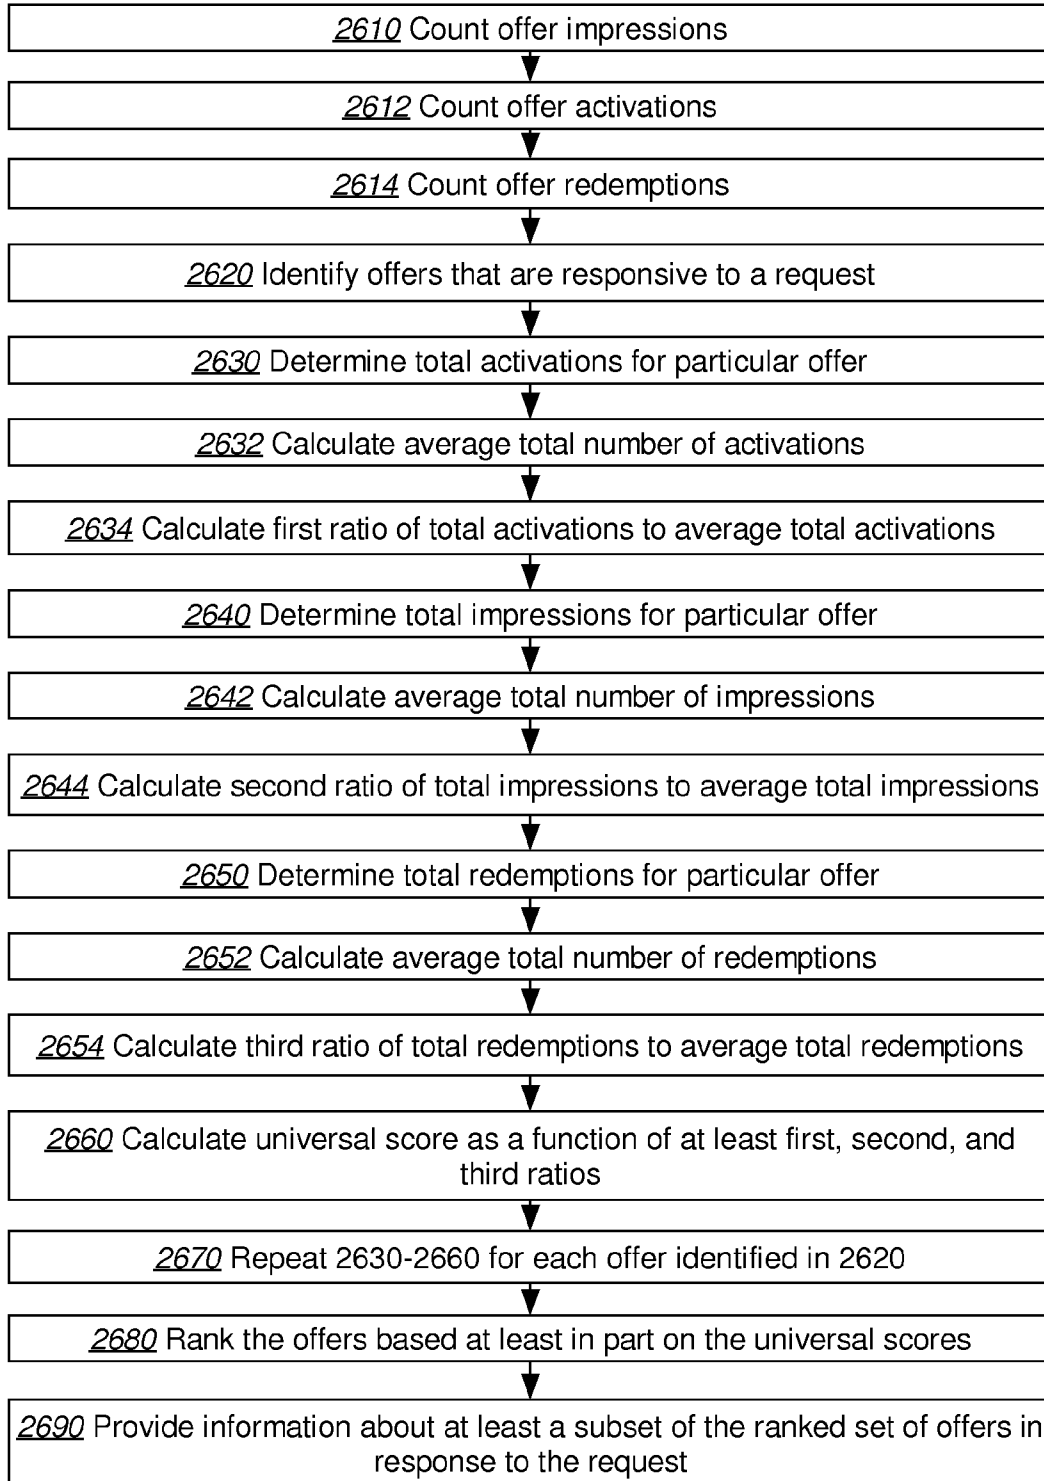 2610 Count offer impressions
2612 Count offer activations
2614 Count offer redemptions
2620 Identify offers that are responsive to a request
2630 Determine total activations for particular offer
2632 Calculate average total number of activations
2634 Calculate first ratio of total activations to average total activations
2640 Determine total impressions for particular offer
2642 Calculate average total number of impressions
2644 Calculate second ratio of total impressions to average total impressions
2650 Determine total redemptions for particular offer
2652 Calculate average total number of redemptions
2654 Calculate third ratio of total redemptions to average total redemptions
2660 Calculate universal score as a function of at least first, second, and
third ratios
2670 Repeat 2630-2660 for each offer identified in 2620
2680 Rank the offers based at least in part on the universal scores
2690 Provide information about at least a subset of the ranked set of offers in
response to the request